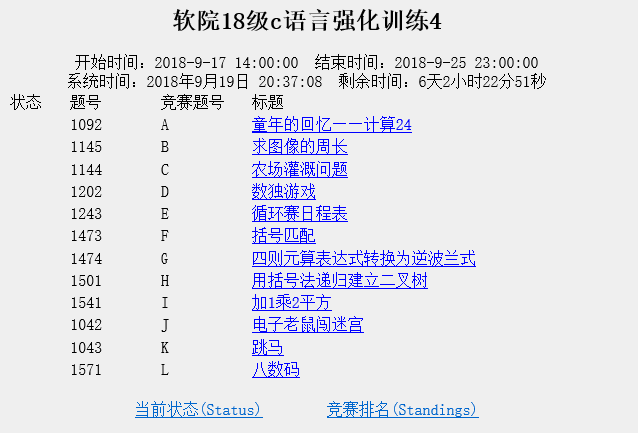 软院18级c语言强化训练4
开始时间：2018-9-17 14:00:00 结束时间：2018-9-25 23:00:00
系统时间：2018年9月19日 20:37:08 剩余时间：6天2小时22分51秒
状态 题号 竞赛题号 标题
1092 A 童年的回忆——计算24
1145 B 求图像的周长
1144 C 农场灌溉问题
1202 D 数独游戏
1243 E 循环赛日程表
1473 F 括号匹配
1474 G 四则元算表达式转换为逆波兰式
1501 H 用括号法递归建立二叉树
1541 I 加1乘2平方
1042 J 电子老鼠闯迷宫
1043 K 跳马
1571 L 八数码
当前状态(Status) 竞赛排名(Standings)